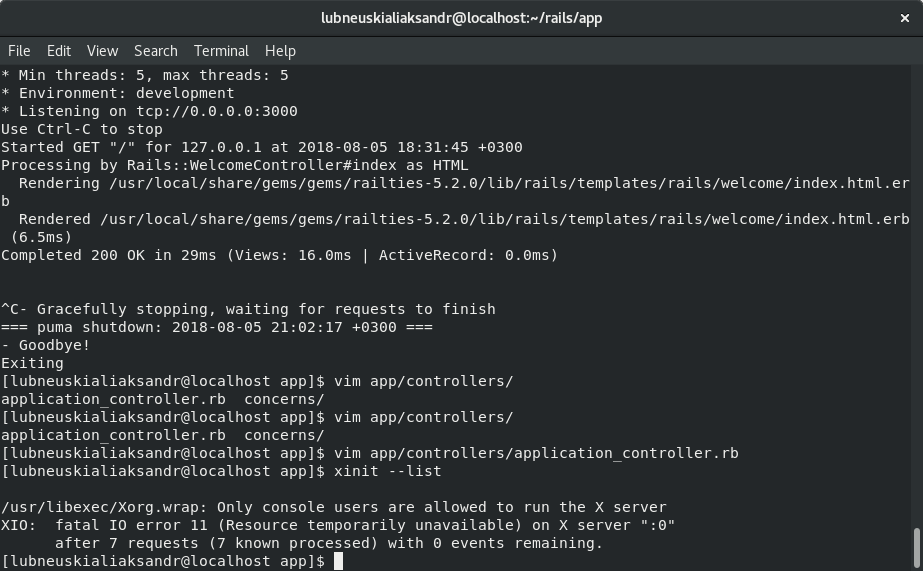 lubneuskialiaksandr@localhost:~/rails/app
File Edit View Search Terminal Help
* Min threads: 5, max threads: 5
* Environment: development
* Listening on tcp://0.0.0.0:3000
Use Ctrl-C to stop
Started GET "/" for 127.0.0.1 at 2018-08-05 18:31:45 +0300
Processing by Rails::WelcomeController#index as HTML
  Rendering /usr/local/share/gems/gems/railties-5.2.0/lib/rails/templates/rails/welcome/index.html.er
b
  Rendered /usr/local/share/gems/gems/railties-5.2.0/lib/rails/templates/rails/welcome/index.html.erb
 (6.5ms)
Completed 200 OK in 29ms (Views: 16.0ms | ActiveRecord: 0.0ms)
^C- Gracefully stopping, waiting for requests to finish
=== puma shutdown: 2018-08-05 21:02:17 +0300 ===
- Goodbye!
Exiting
[lubneuskialiaksandr@localhost app]$ vim app/controllers/
application_controller.rb  concerns/
[lubneuskialiaksandr@localhost app]$ vim app/controllers/
application_controller.rb  concerns/
[lubneuskialiaksandr@localhost app]$ vim app/controllers/application_controller.rb
[lubneuskialiaksandr@localhost app]$ xinit --list
/usr/libexec/Xorg.wrap: Only console users are allowed to run the X server
XIO:  fatal IO error 11 (Resource temporarily unavailable) on X server ":0"
      after 7 requests (7 known processed) with 0 events remaining.
[lubneuskialiaksandr@localhost app]$